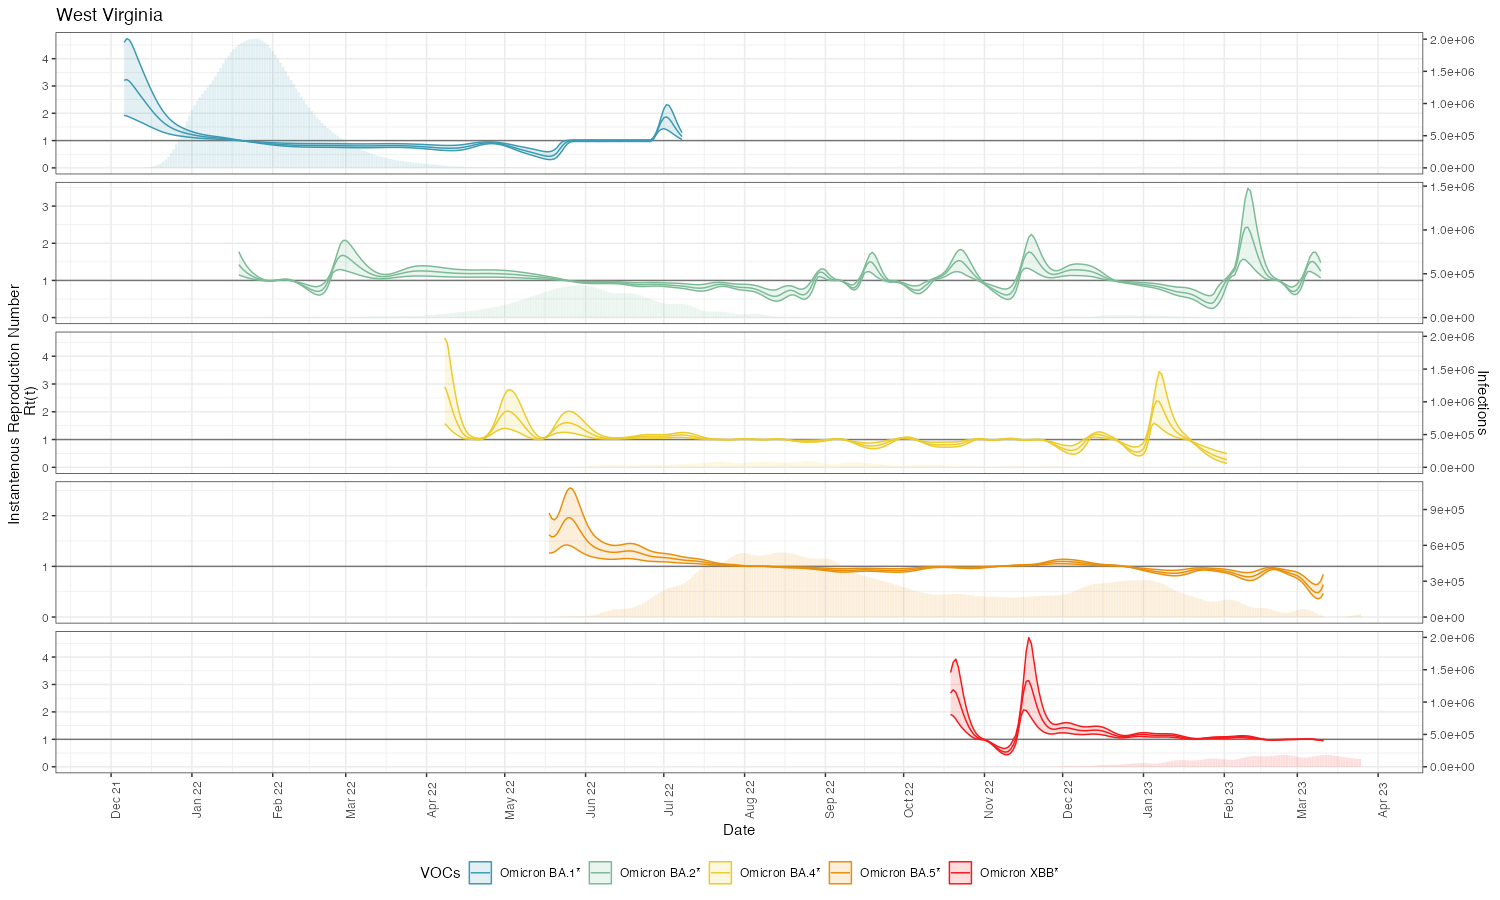 West Virginia
Instantenous Reproduction Number
Rt(t)
4
3
2
1
0
2.0e+06
1.5e+06
1.0e+06
5.0e+05
0.0e+00
3
2
1
0
1.5e+06
1.0e+06
5.0e+05
0.0e+00
4
3
2
1
0
2.0e+06
1.5e+06
1.0e+06
5.0e+05
0.0e+00
2
1
0
9e+05
6e+05
3e+05
0e+00
4
3
2
1
0
2.0e+06
1.5e+06
1.0e+06
5.0e+05
0.0e+00
Infections
Dec 21
Jan 22
Feb 22
Mar 22
Apr 22
May 22
Jun 22
Jul 22
Aug 22
Sep 22
Oct 22
Nov 22
Dec 22
Jan 23
Feb 23
Mar 23
Apr 23
Date
VOCs Omicron BA.1* Omicron BA.2* Omicron BA.4* Omicron BA.5* Omicron XBB*